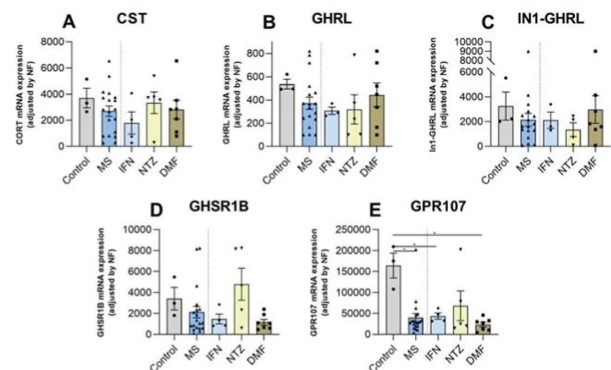 A CST
CORT mRNA expression
(adjusted by NF)
8000
6000
4000
2000
0
Control MS IFN NTZ DMF
B GHRL
GHRL mRNA expression
(adjusted by NF)
800
600
400
200
0
Control MS IFN NTZ DMF
C IN1-GHRL
In1-GHRL mRNA expression
(adjusted by NF)
10000
8000
6000
4000
2000
0
Control MS IFN NTZ DMF
D GHSR1B
GHSR1B mRNA expression
(adjusted by NF)
10000
8000
6000
4000
2000
0
Control MS IFN NTZ DMF
E GPR107
GPR107 mRNA expression
(adjusted by NF)
250000
200000
150000
100000
50000
0
Control MS IFN NTZ DMF